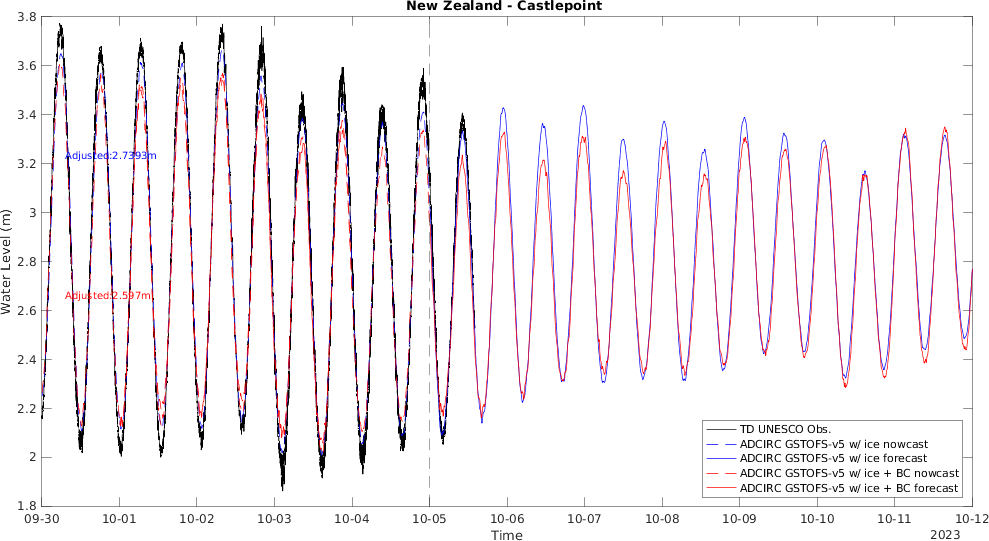 New Zealand - Castlepoint
3.8
3.6
3.4
3.2
3
2.8
2.6
2.4
2.2
2
1.8
Water Level (m)
Adjusted:2.7393m
Adjusted:2.597m
TD UNESCO Obs.
ADCIRC GSTOFS-v5 w/ ice nowcast
ADCIRC GSTOFS-v5 w/ ice forecast
ADCIRC GSTOFS-v5 w/ ice + BC nowcast
ADCIRC GSTOFS-v5 w/ ice + BC forecast
09-30 10-01 10-02 10-03 10-04 10-05 10-06 10-07 10-08 10-09 10-10 10-11 10-12
Time
2023